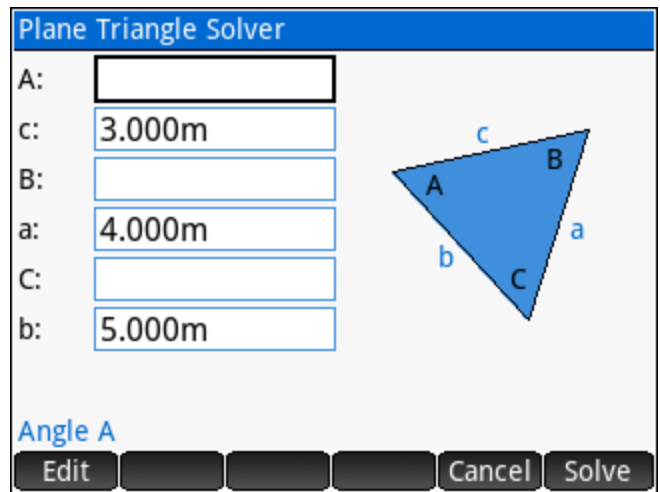 Plane Triangle Solver
A:
c: 3.000m
B:
a: 4.000m
C:
b: 5.000m
c
B
A
a
b
C
Angle A
Edit Cancel Solve